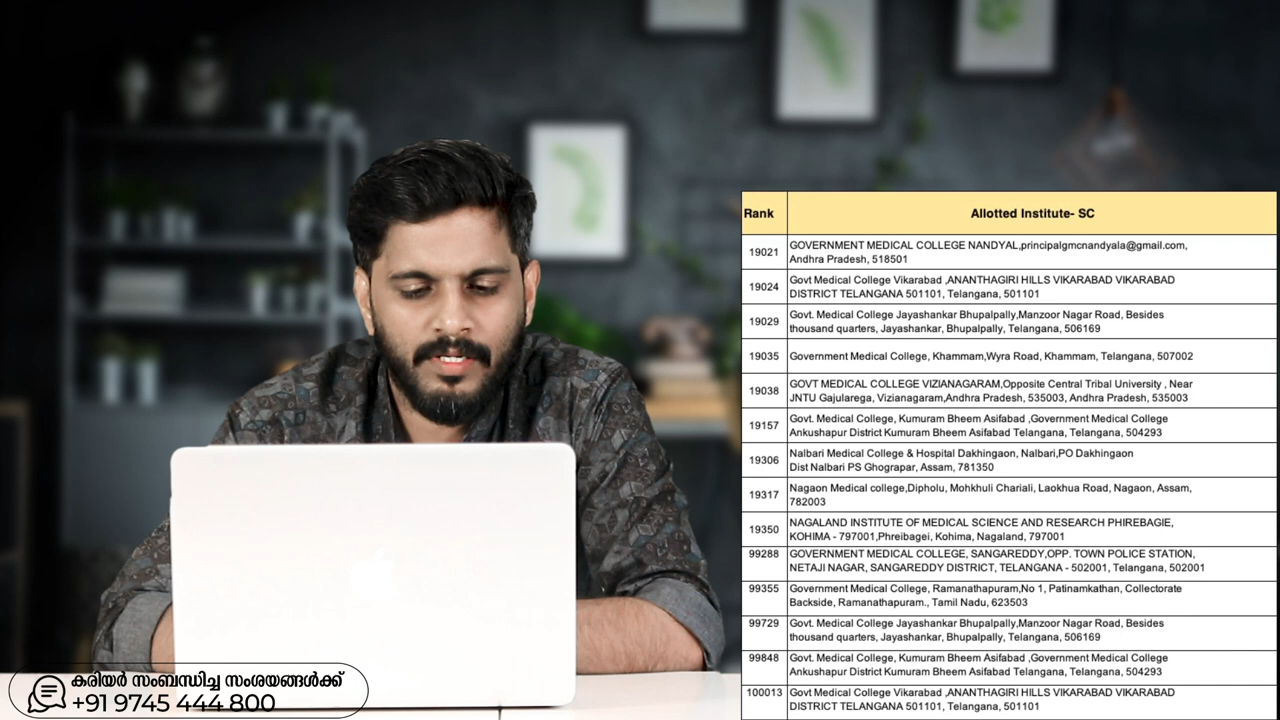 Rank
Allotted Institute- SC
19021
GOVERNMENT MEDICAL COLLEGE NANDYAL,principalgmcnandyala@gmail.com,
Andhra Pradesh, 518501
19024
Govt Medical College Vikarabad ,ANANTHAGIRI HILLS VIKARABAD VIKARABAD
DISTRICT TELANGANA 501101, Telangana, 501101
19029
Govt. Medical College Jayashankar Bhupalpally,Manzoor Nagar Road, Besides
thousand quarters, Jayashankar, Bhupalpally, Telangana, 506169
19035
Government Medical College, Khammam,Wyra Road, Khammam, Telangana, 507002
19038
GOVT MEDICAL COLLEGE VIZIANAGARAM,Opposite Central Tribal University , Near
JNTU Gajularega, Vizianagaram,Andhra Pradesh, 535003, Andhra Pradesh, 535003
19157
Govt. Medical College, Kumuram Bheem Asifabad ,Government Medical College
Ankushapur District Kumuram Bheem Asifabad Telangana, Telangana, 504293
19306
Nalbari Medical College & Hospital Dakhingaon, Nalbari,PO Dakhingaon
Dist Nalbari PS Ghograpar, Assam, 781350
19317
Nagaon Medical college,Dipholu, Mohkhuli Chariali, Laokhua Road, Nagaon, Assam,
782003
19350
NAGALAND INSTITUTE OF MEDICAL SCIENCE AND RESEARCH PHIREBAGIE,
KOHIMA - 797001,Phreibagei, Kohima, Nagaland, 797001
99288
GOVERNMENT MEDICAL COLLEGE, SANGAREDDY,OPP. TOWN POLICE STATION,
NETAJI NAGAR, SANGAREDDY DISTRICT, TELANGANA - 502001, Telangana, 502001
99355
Government Medical College, Ramanathapuram,No 1, Patinamkathan, Collectorate
Backside, Ramanathapuram., Tamil Nadu, 623503
99729
Govt. Medical College Jayashankar Bhupalpally,Manzoor Nagar Road, Besides
thousand quarters, Jayashankar, Bhupalpally, Telangana, 506169
99848
Govt. Medical College, Kumuram Bheem Asifabad ,Government Medical College
Ankushapur District Kumuram Bheem Asifabad Telangana, Telangana, 504293
100013
Govt Medical College Vikarabad ,ANANTHAGIRI HILLS VIKARABAD VIKARABAD
DISTRICT TELANGANA 501101, Telangana, 501101
കരിയർ സംബന്ധിച്ച സംശയങ്ങൾക്ക്
+91 9745 444 800